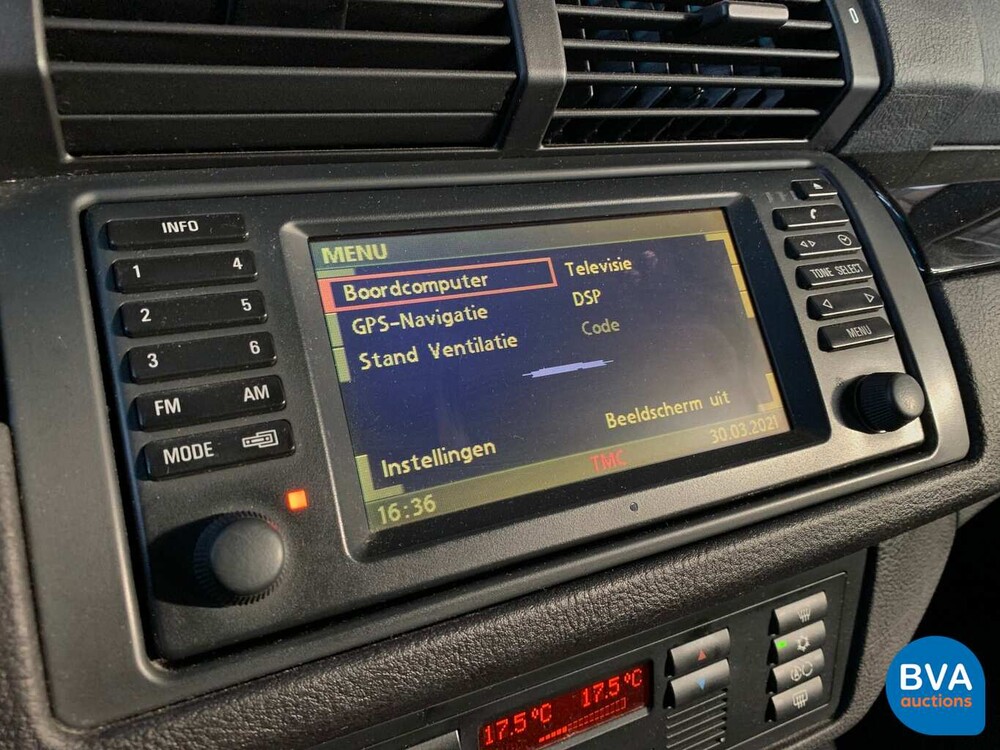 0
INFO
1 4
2 5
3 6
FM AM
MODE
MENU
Boordcomputer
Televisie
GPS-Navigatie
DSP
Stand Ventilatie
Code
Instellingen
Beeldscherm uit
16:36
TMC
30.03.2021
TONE SELECT
MENU
17.5°C 17.5°C
BVA
auctions